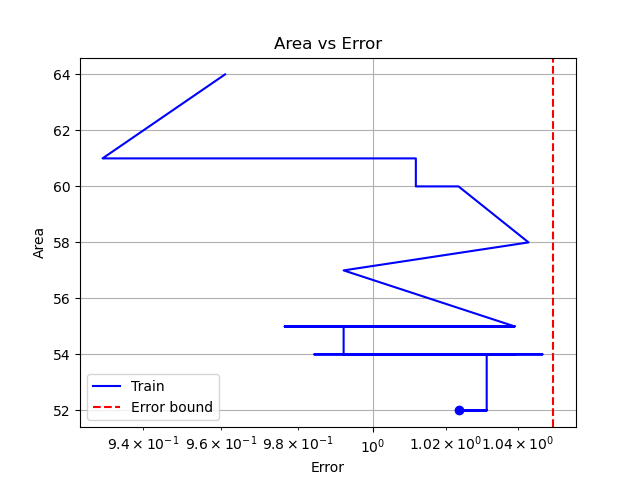 Area vs Error
64
62
60
58
56
54
52
Area
Train
Error bound
9.4 × 10⁻¹ 9.6 × 10⁻¹ 9.8 × 10⁻¹ 10⁰ 1.02 × 10⁰ 1.04 × 10⁰
Error